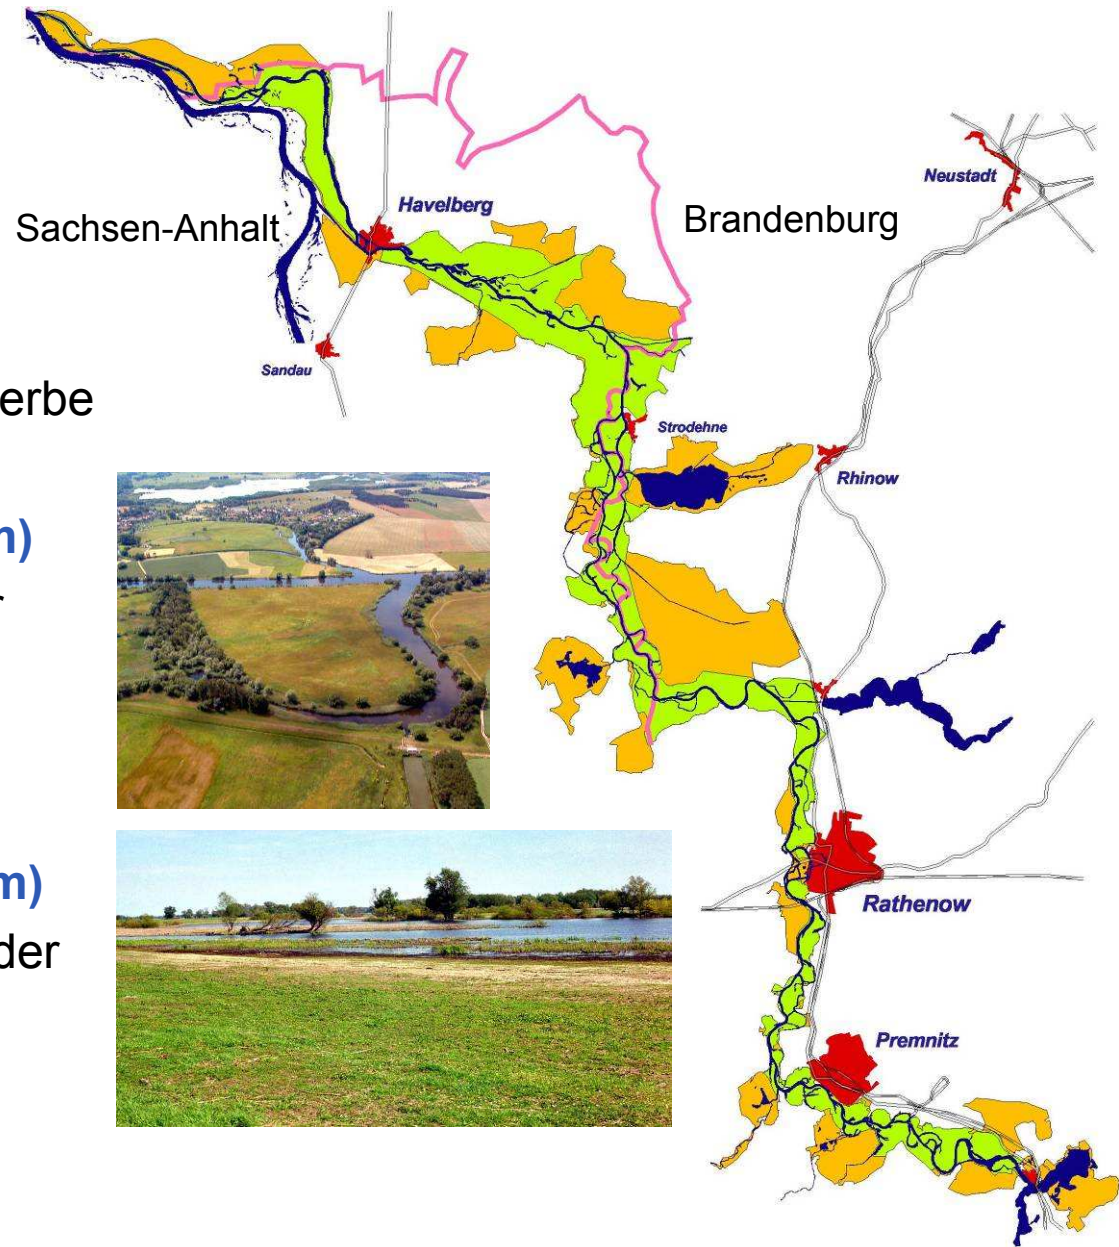 Neustadt
Havelberg
Brandenburg
Sachsen-Anhalt
Sandau
erbe
Strodehne
Rhinow
n)
r
m)
der
Rathenow
Premnitz